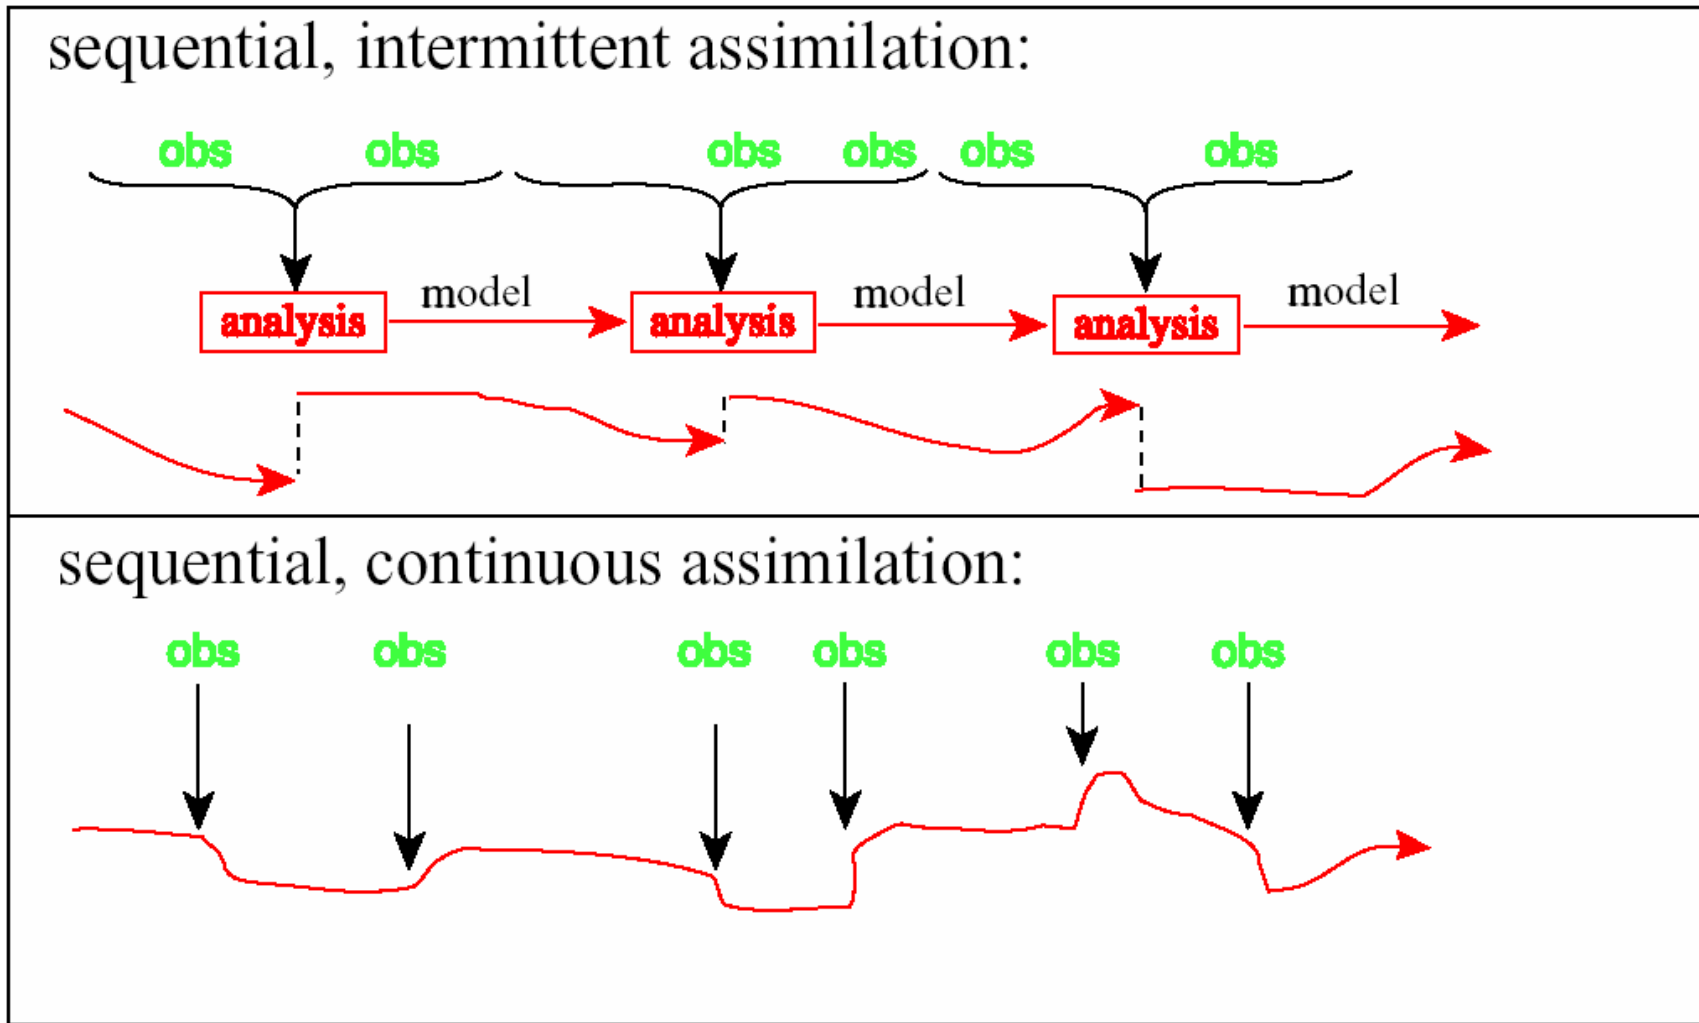 sequential, intermittent assimilation:
obs obs obs obs obs obs
model model model
analysis analysis analysis
sequential, continuous assimilation:
obs obs obs obs obs obs